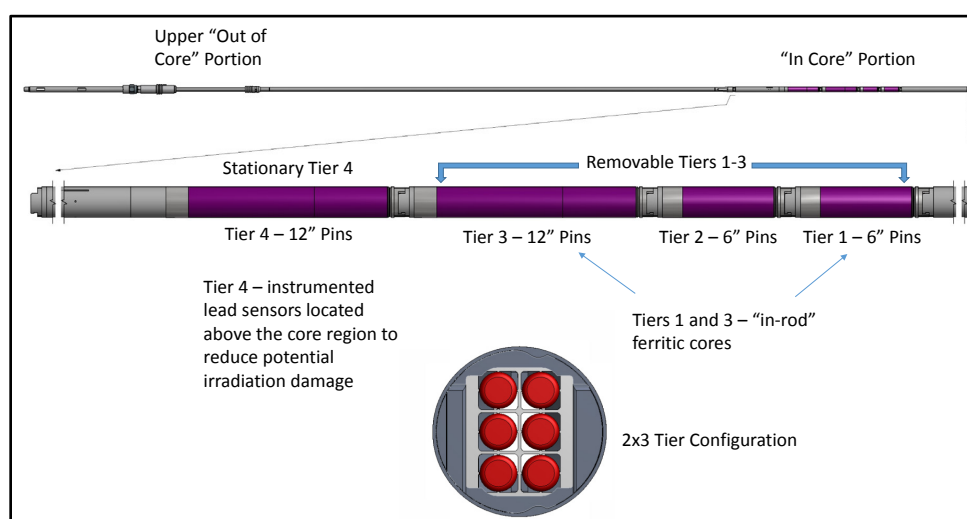 Upper “Out of
Core” Portion
“In Core” Portion
Stationary Tier 4
Removable Tiers 1-3
Tier 4 – 12” Pins
Tier 3 – 12” Pins
Tier 2 – 6” Pins
Tier 1 – 6” Pins
Tier 4 – instrumented
lead sensors located
above the core region to
reduce potential
irradiation damage
Tiers 1 and 3 – “in-rod”
ferritic cores
2x3 Tier Configuration